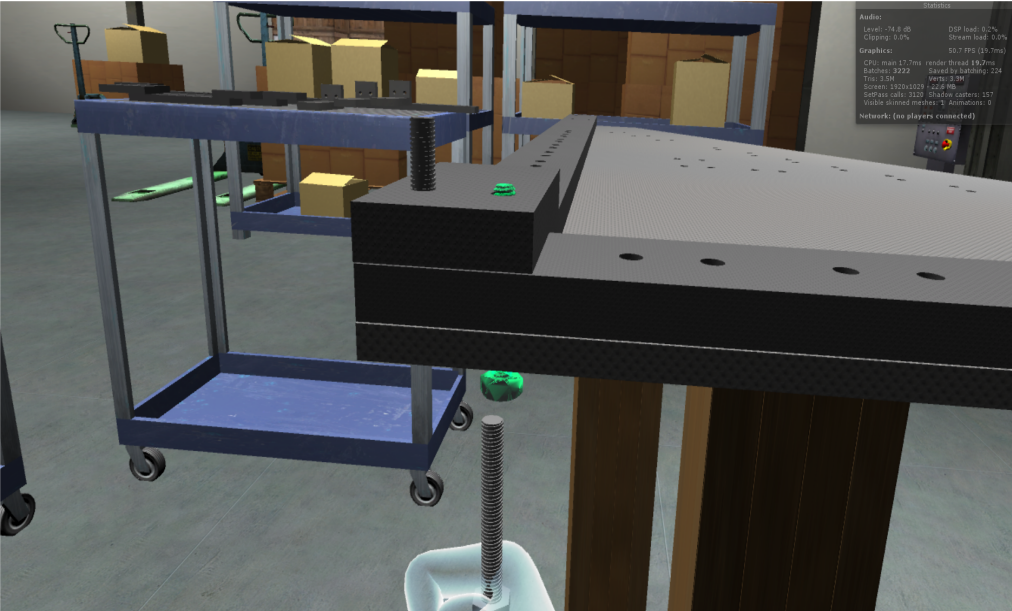 Statistics
Audio:
Level: -74.8 dB DSP load: 0.2%
Clipping: 0.0% Stream load: 0.0%
Graphics: 50.7 FPS (19.7ms)
CPU: main 17.7ms render thread 19.7ms
Batches: 3222 Saved by batching: 224
Tris: 3.5M Verts: 3.3M
Screen: 1920x1029 - 22.6 MB
SetPass calls: 3120 Shadow casters: 157
Visible skinned meshes: 1 Animations: 0
Network: (no players connected)